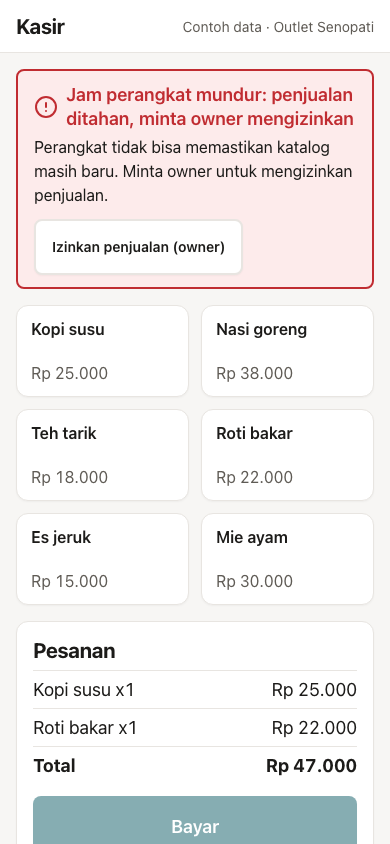 Kasir
Contoh data · Outlet Senopati
Jam perangkat mundur: penjualan
ditahan, minta owner mengizinkan
Perangkat tidak bisa memastikan katalog
masih baru. Minta owner untuk mengizinkan
penjualan.
Izinkan penjualan (owner)
Kopi susu
Rp 25.000
Nasi goreng
Rp 38.000
Teh tarik
Rp 18.000
Roti bakar
Rp 22.000
Es jeruk
Rp 15.000
Mie ayam
Rp 30.000
Pesanan
Kopi susu x1 Rp 25.000
Roti bakar x1 Rp 22.000
Total Rp 47.000
Bayar